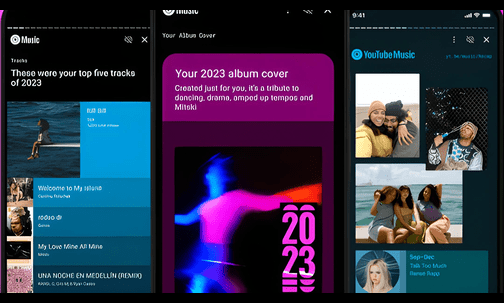 Music
Tracks
These were your top five tracks
of 2023
Welcome to My Island
rodeo dr
My Love Mine All Mine
UNA NOCHE EN MEDELLÍN (REMIX)
Music
Your Album Cover
Your 2023 album cover
Created just for you, it's a tribute to
dancing, drama, amped up tempos and
Mitski
2023
9:41
YouTube Music
Sep-Dec
Talk Too Much
Reneé Rapp